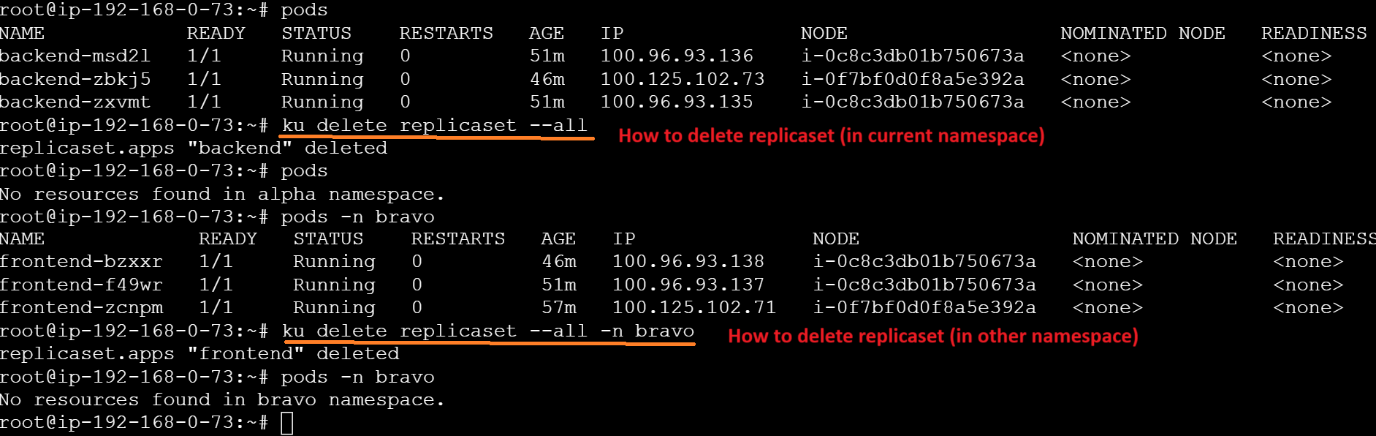 root@ip-192-168-0-73:~# pods
NAME READY STATUS RESTARTS AGE IP NODE NOMINATED NODE READINESS
backend-msd2l 1/1 Running 0 51m 100.96.93.136 i-0c8c3db01b750673a <none> <none>
backend-zbkj5 1/1 Running 0 46m 100.125.102.73 i-0f7bf0d0f8a5e392a <none> <none>
backend-zxvmt 1/1 Running 0 51m 100.96.93.135 i-0c8c3db01b750673a <none> <none>
root@ip-192-168-0-73:~# ku delete replicaset --all How to delete replicaset (in current namespace)
replicaset.apps "backend" deleted
root@ip-192-168-0-73:~# pods
No resources found in alpha namespace.
root@ip-192-168-0-73:~# pods -n bravo
NAME READY STATUS RESTARTS AGE IP NODE NOMINATED NODE READINESS
frontend-bzxxr 1/1 Running 0 46m 100.96.93.138 i-0c8c3db01b750673a <none> <none>
frontend-f49wr 1/1 Running 0 51m 100.96.93.137 i-0c8c3db01b750673a <none> <none>
frontend-zcnpm 1/1 Running 0 57m 100.125.102.71 i-0f7bf0d0f8a5e392a <none> <none>
root@ip-192-168-0-73:~# ku delete replicaset --all -n bravo How to delete replicaset (in other namespace)
replicaset.apps "frontend" deleted
root@ip-192-168-0-73:~# pods -n bravo
No resources found in bravo namespace.
root@ip-192-168-0-73:~#